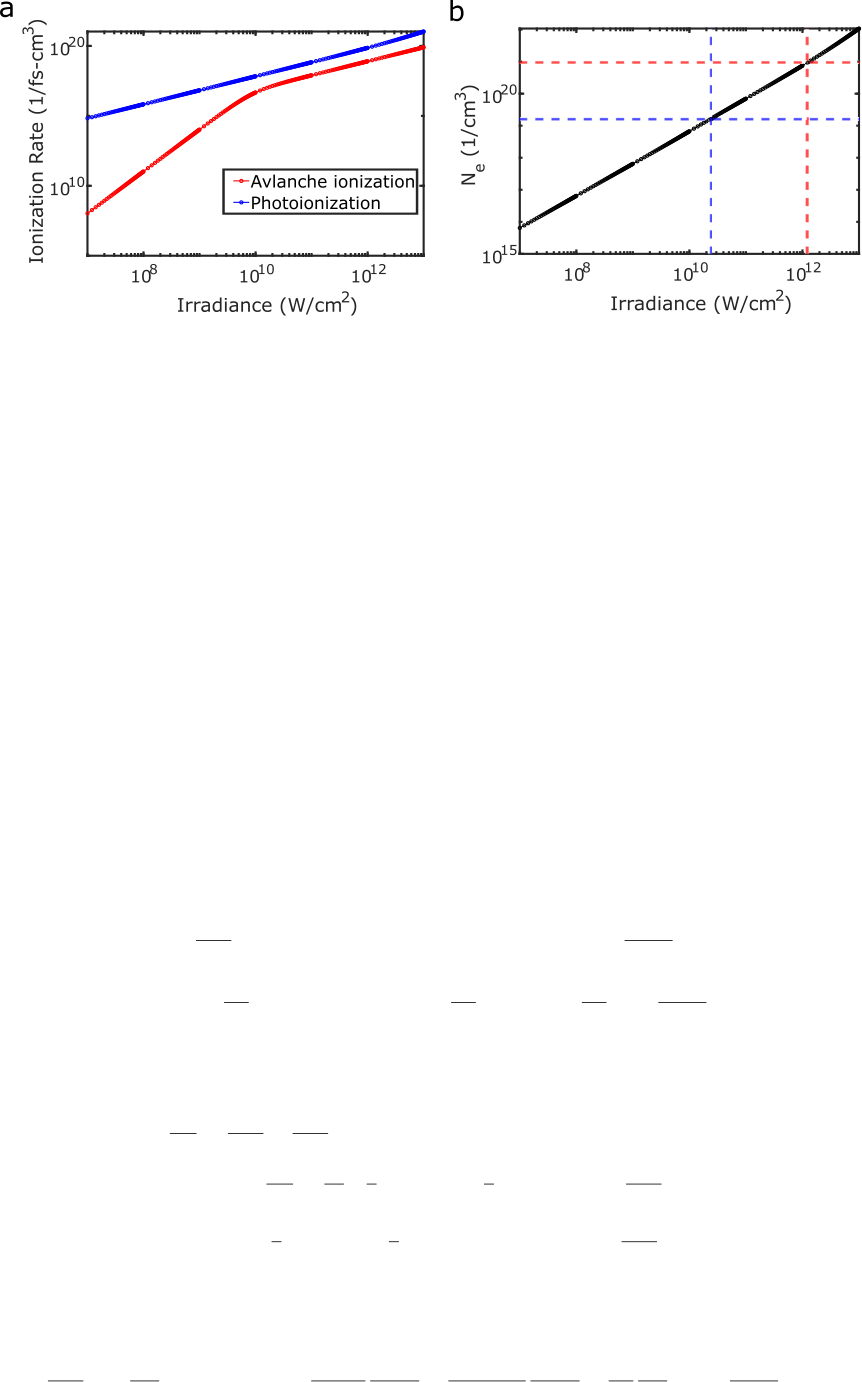 a
Ionization Rate (1/fs-cm³)
10²⁰
10¹⁰
Avlanche ionization
Photoionization
10⁸ 10¹⁰ 10¹²
Irradiance (W/cm²)
b
Nₑ (1/cm³)
10²⁰
10¹⁵
10⁸ 10¹⁰ 10¹²
Irradiance (W/cm²)